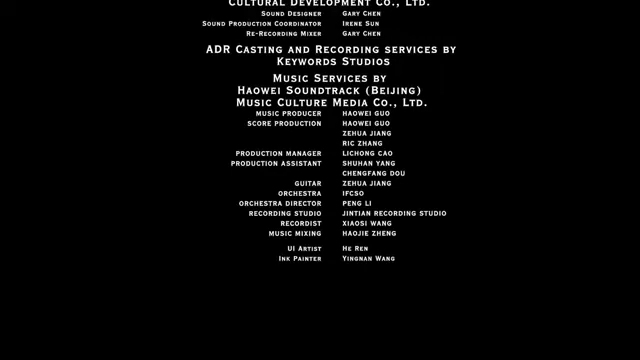 Cultural Development Co., Ltd.
Sound Designer Gary Chen
Sound Production Coordinator Irene Sun
Re-Recording Mixer Gary Chen
ADR Casting and Recording services by
Keywords Studios
Music Services by
Haowei Soundtrack (Beijing)
Music Culture Media Co., Ltd.
MUSIC PRODUCER HAOWEI GUO
SCORE PRODUCTION HAOWEI GUO
ZEHUA JIANG
RIC ZHANG
PRODUCTION MANAGER LICHONG CAO
PRODUCTION ASSISTANT SHUHAN YANG
CHENGFANG DOU
GUITAR ZEHUA JIANG
ORCHESTRA IFCSO
ORCHESTRA DIRECTOR PENG LI
RECORDING STUDIO JINTIAN RECORDING STUDIO
RECORDIST XIAOSI WANG
MUSIC MIXING HAOJIE ZHENG
UI Artist He Ren
Ink Painter Yingnan Wang